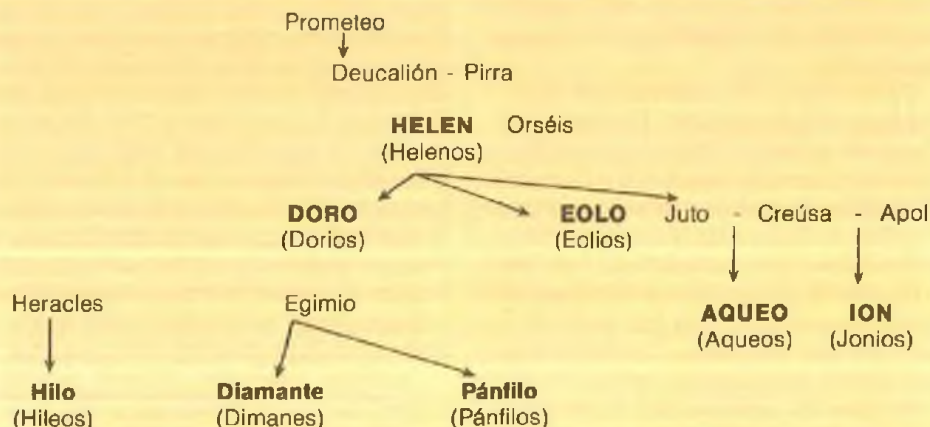 Prometeo
Deucalión - Pirra
HELEN Orséis
(Helenos)
DORO EOLO Juto - Creúsa - Apol
(Dorios) (Eolios)
Heracles Egimio AQUEO ION
(Aqueos) (Jonios)
Hilo Diamante Pánfilo
(Hileos) (Dimanes) (Pánfilos)